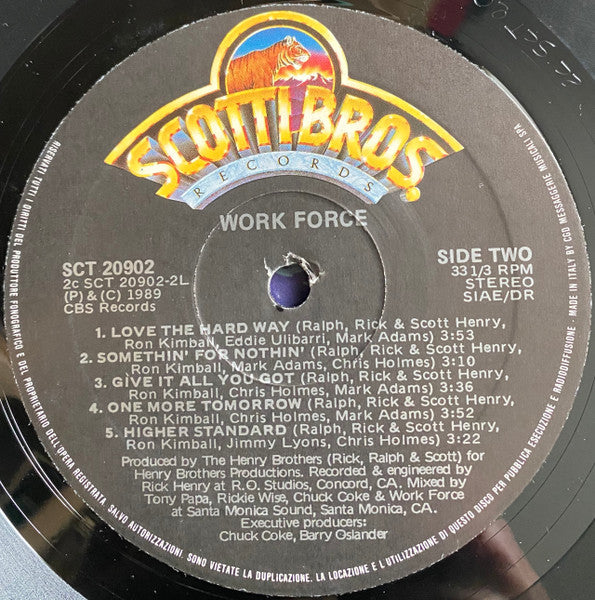 SCOTTI BROS.
RECORDS
WORK FORCE
SCT 20902
2c SCT 20902-2L
(P) & (C) 1989
CBS Records
SIDE TWO
33 1/3 RPM
STEREO
SIAE/DR
1. LOVE THE HARD WAY (Ralph, Rick & Scott Henry,
Ron Kimball, Eddie Ulibarri, Mark Adams) 3:53
2. SOMETHIN' FOR NOTHIN' (Ralph, Rick & Scott Henry,
Ron Kimball, Mark Adams, Chris Holmes) 3:10
3. GIVE IT ALL YOU GOT (Ralph, Rick & Scott Henry,
Ron Kimball, Chris Holmes, Mark Adams) 3:36
4. ONE MORE TOMORROW (Ralph, Rick & Scott Henry,
Ron Kimball, Chris Holmes, Mark Adams) 3:52
5. HIGHER STANDARD (Ralph, Rick & Scott Henry,
Ron Kimball, Jimmy Lyons, Chris Holmes) 3:22
Produced by The Henry Brothers (Rick, Ralph & Scott) for
Henry Brothers Productions. Recorded & engineered by
Rick Henry at R.O. Studios, Concord, CA. Mixed by
Tony Papa, Rickie Wise, Chuck Coke & Work Force
at Santa Monica Sound, Santa Monica, CA.
Executive producers:
Chuck Coke, Barry Oslander
RISERVATI TUTTI I DIRITTI DEL PRODUTTORE FONOGRAFICO E DEL PROPRIETARIO DELL'OPERA REGISTRATA. SALVO AUTORIZZAZIONI, SONO VIETATE LA DUPLICAZIONE, LA LOCAZIONE E L'UTILIZZAZIONE DI QUESTO DISCO PER PUBBLICA ESECUZIONE E RADIODIFFUSIONE • MADE IN ITALY BY CGD MESSAGGERIE MUSICALI SPA